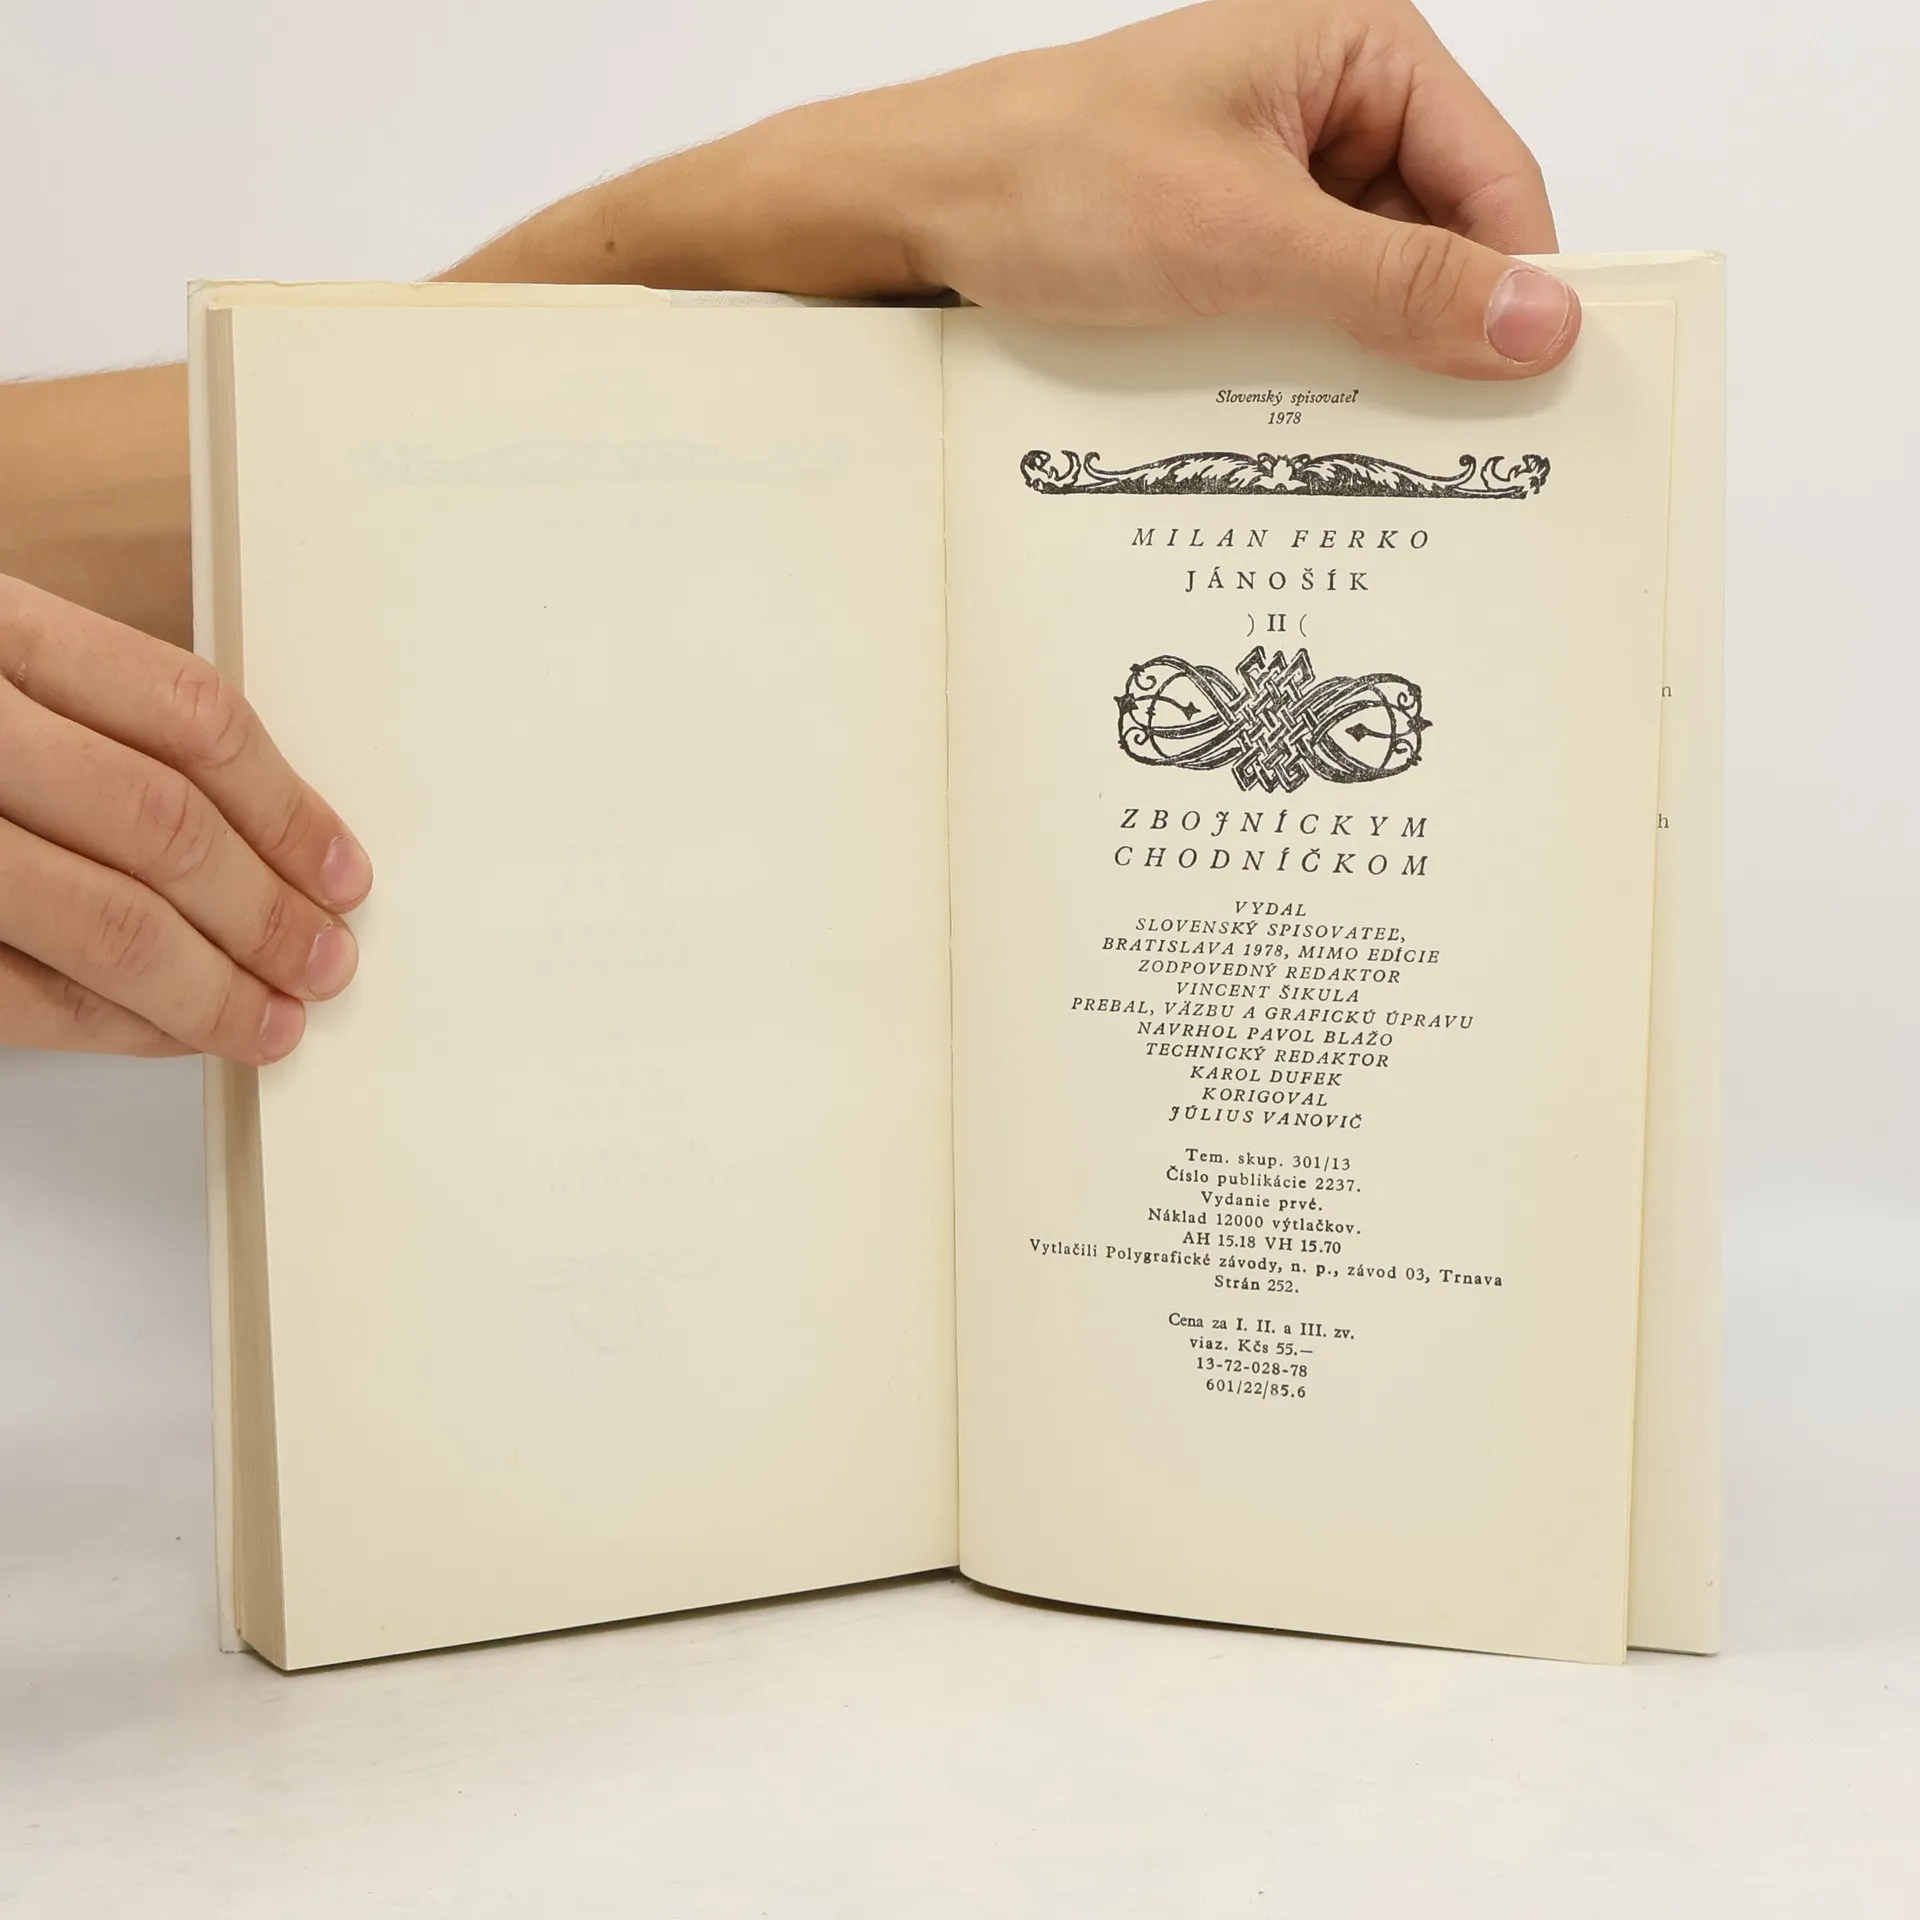 Slovenský spisovateľ
1978
MILAN FERKO
JÁNOŠÍK
) II (
ZBOJNÍCKYM
CHODNÍČKOM
VYDAL
SLOVENSKÝ SPISOVATEĽ,
BRATISLAVA 1978, MIMO EDÍCIE
ZODPOVEDNÝ REDAKTOR
VINCENT ŠIKULA
PREBAL, VÄZBU A GRAFICKÚ ÚPRAVU
NAVRHOL PAVOL BLAŽO
TECHNICKÝ REDAKTOR
KAROL DUFEK
KORIGOVAL
JÚLIUS VANOVIČ
Tem. skup. 301/13
Číslo publikácie 2237.
Vydanie prvé.
Náklad 12000 výtlačkov.
AH 15.18 VH 15.70
Vytlačili Polygrafické závody, n. p., závod 03, Trnava
Strán 252.
Cena za I. II. a III. zv.
viaz. Kčs 55.—
13-72-028-78
601/22/85.6